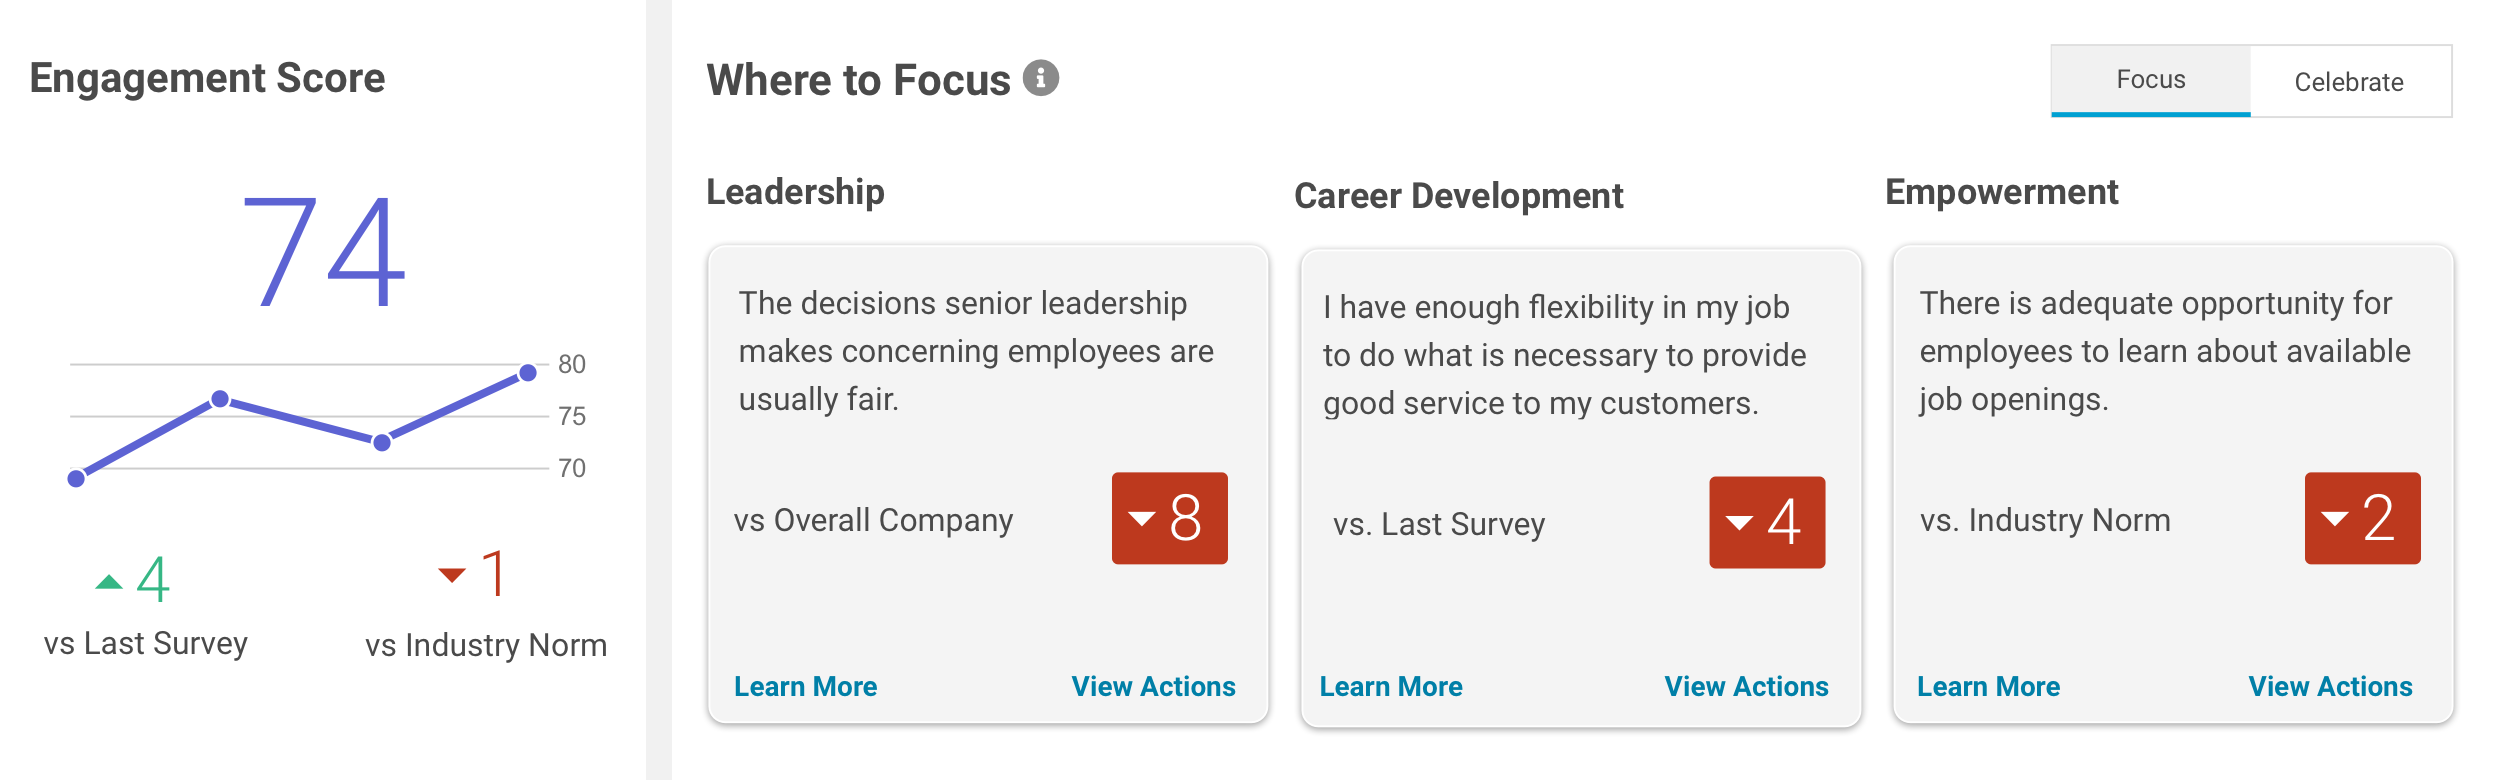 Engagement Score
74
80
75
70
4
vs Last Survey
1
vs Industry Norm
Where to Focus
Focus
Celebrate
Leadership
The decisions senior leadership
makes concerning employees are
usually fair.
vs Overall Company
8
Learn More
View Actions
Career Development
I have enough flexibility in my job
to do what is necessary to provide
good service to my customers.
vs. Last Survey
4
Learn More
View Actions
Empowerment
There is adequate opportunity for
employees to learn about available
job openings.
vs. Industry Norm
2
Learn More
View Actions